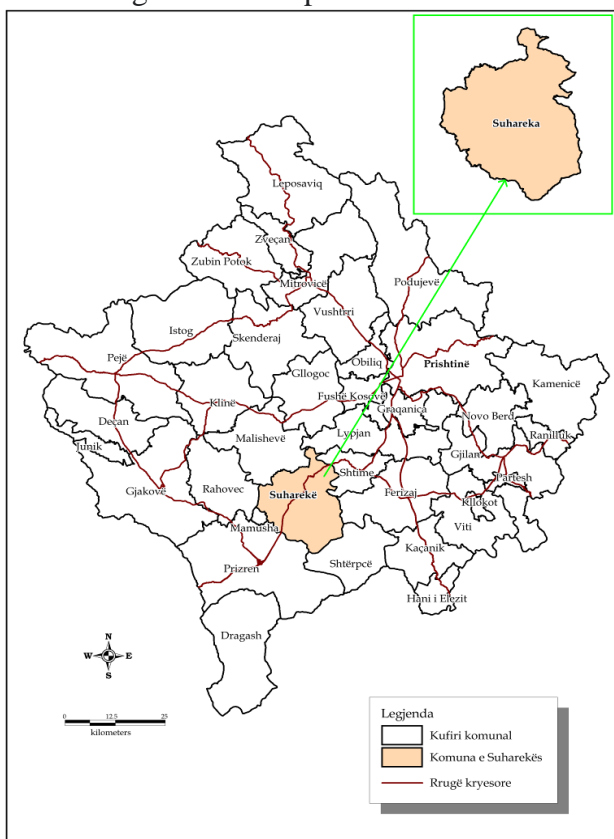 Suhareka
Leposaviq
Zveçan
Zubin Potok
Mitrovicë
Podujevë
Vushtrri
Istog
Skenderaj
Obiliq
Prishtinë
Pejë
Gllogoc
Kamenicë
Fushë Kosovë
Klinë
Graqanica
Novo Berd
Deçan
Lypjan
Ranilluk
Malishevë
Junik
Gjilan
Shtime
Partesh
Gjakovë
Rahovec
Suharekë
Ferizaj
Kllokot
Mamusha
Viti
Kaçanik
Prizren
Shtërpcë
Hani i Elezit
Dragash
N
W E
S
0 12.5 25
kilometers
Legjenda
Kufiri komunal
Komuna e Suharekës
Rrugë kryesore